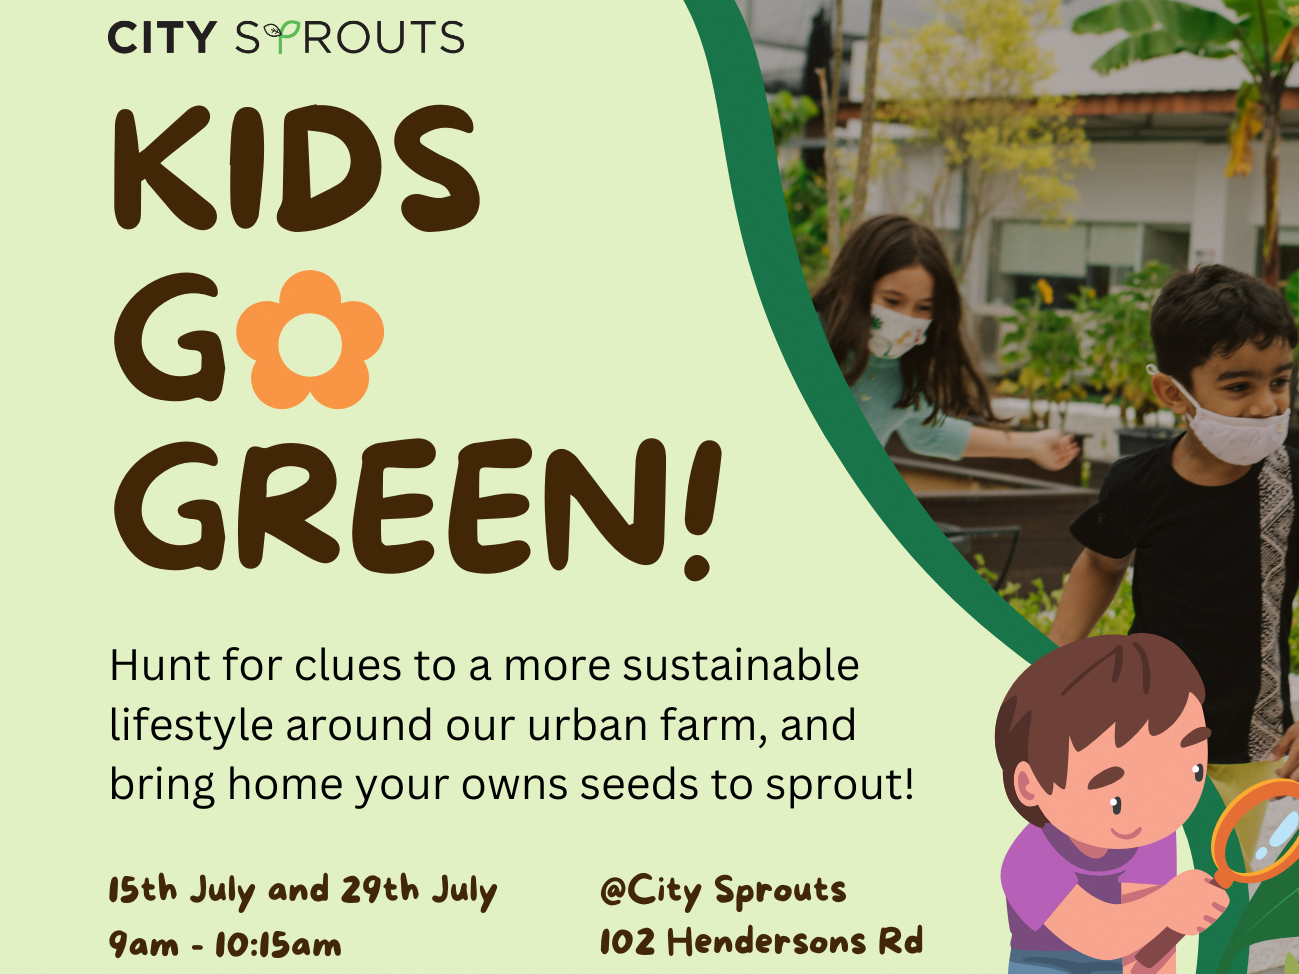 CITY SPROUTS
KIDS
GO
GREEN!
Hunt for clues to a more sustainable
lifestyle around our urban farm, and
bring home your owns seeds to sprout!
15th July and 29th July
9am - 10:15am
@City Sprouts
102 Hendersons Rd